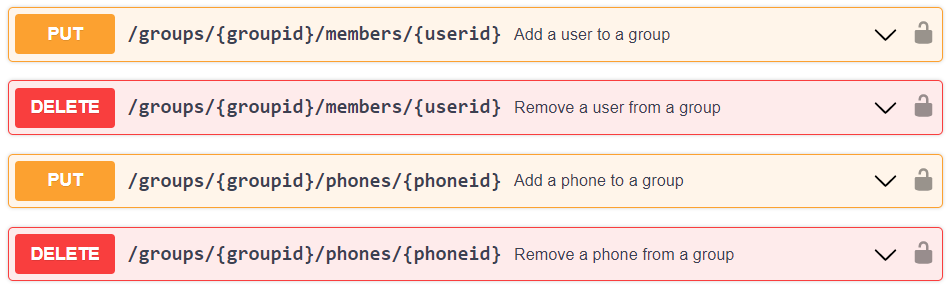 PUT /groups/{groupid}/members/{userid} Add a user to a group
DELETE /groups/{groupid}/members/{userid} Remove a user from a group
PUT /groups/{groupid}/phones/{phoneid} Add a phone to a group
DELETE /groups/{groupid}/phones/{phoneid} Remove a phone from a group